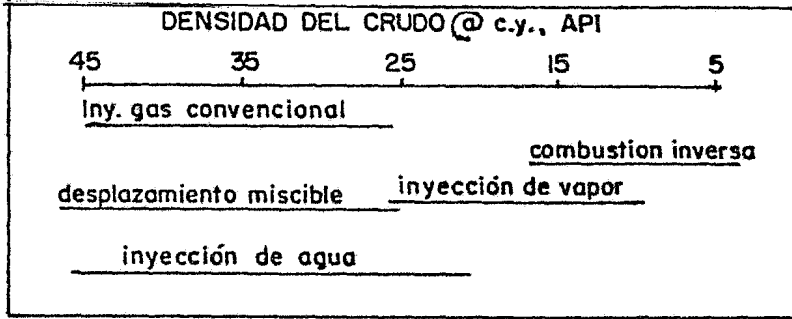 DENSIDAD DEL CRUDO @ c.y., API
45 35 25 15 5
Iny. gas convencional
combustion inversa
desplazamiento miscible inyección de vapor
inyección de agua